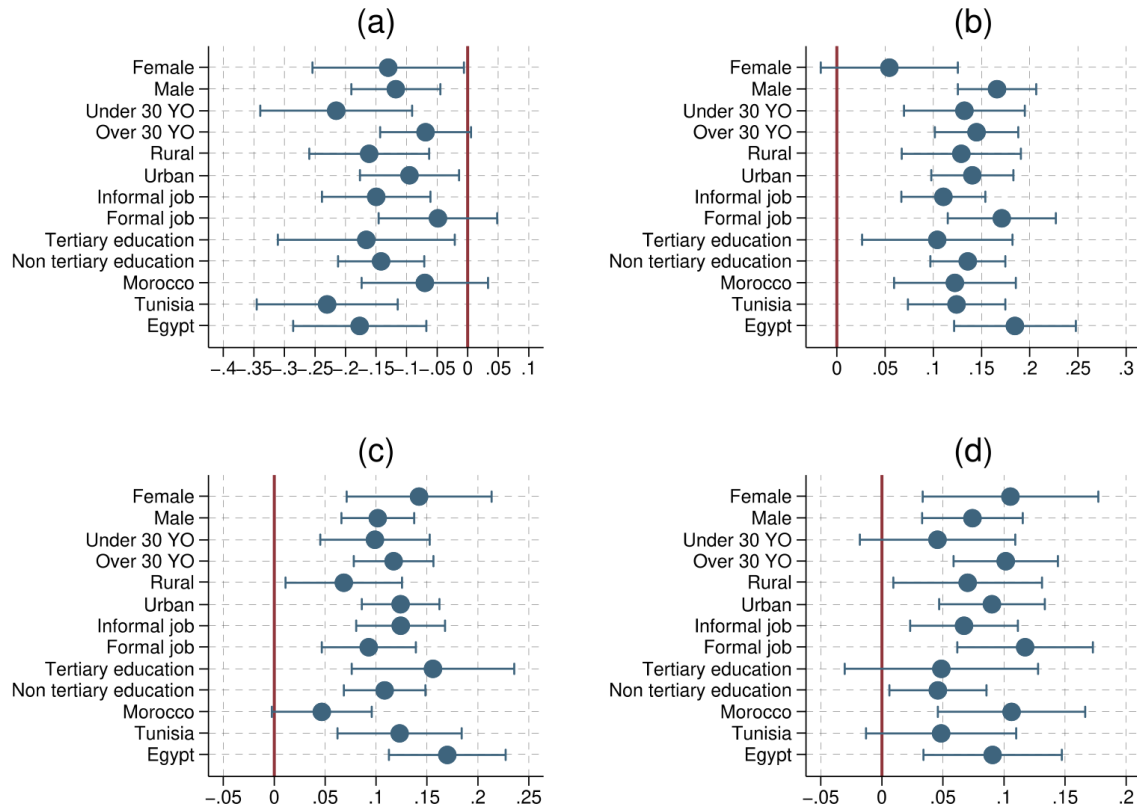 (a)
Female
Male
Under 30 YO
Over 30 YO
Rural
Urban
Informal job
Formal job
Tertiary education
Non tertiary education
Morocco
Tunisia
Egypt
-.4 -.35 -.3 -.25 -.2 -.15 -.1 -.05 0 .05 .1
(b)
Female
Male
Under 30 YO
Over 30 YO
Rural
Urban
Informal job
Formal job
Tertiary education
Non tertiary education
Morocco
Tunisia
Egypt
0 .05 .1 .15 .2 .25 .3
(c)
Female
Male
Under 30 YO
Over 30 YO
Rural
Urban
Informal job
Formal job
Tertiary education
Non tertiary education
Morocco
Tunisia
Egypt
-.05 0 .05 .1 .15 .2 .25
(d)
Female
Male
Under 30 YO
Over 30 YO
Rural
Urban
Informal job
Formal job
Tertiary education
Non tertiary education
Morocco
Tunisia
Egypt
-.05 0 .05 .1 .15 .2